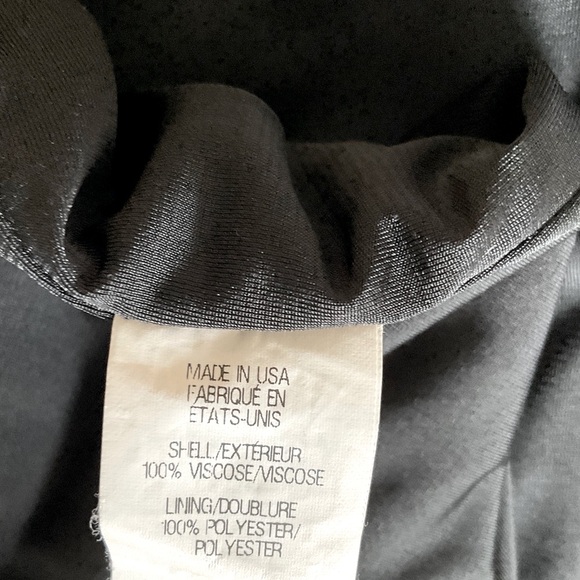 MADE IN USA
FABRIQUÉ EN
ÉTATS-UNIS
SHELL/EXTÉRIEUR
100% VISCOSE/VISCOSE
LINING/DOUBLURE
100% POLYESTER/
POLYESTER